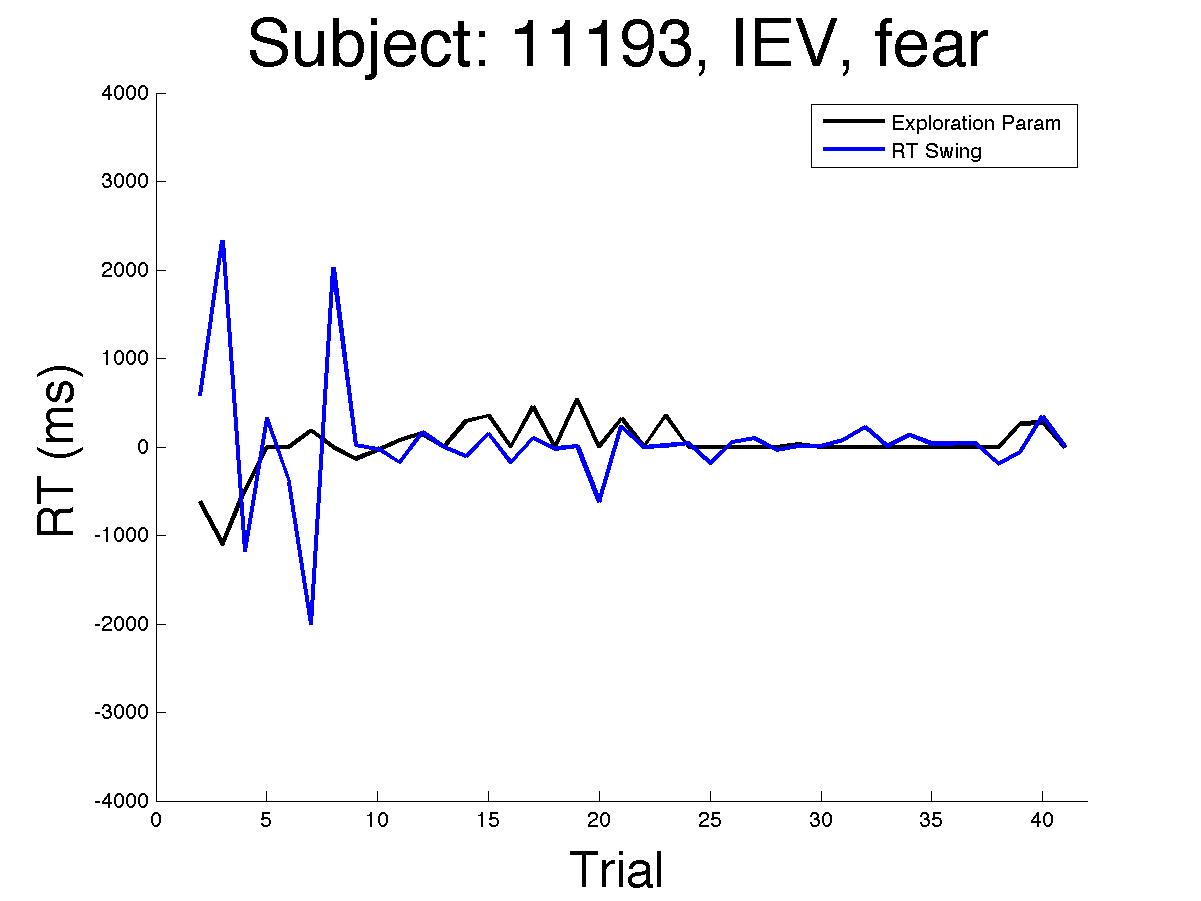 Subject: 11193, IEV, fear
Exploration Param
RT Swing
4000
3000
2000
1000
0
-1000
-2000
-3000
-4000
RT (ms)
0 5 10 15 20 25 30 35 40
Trial